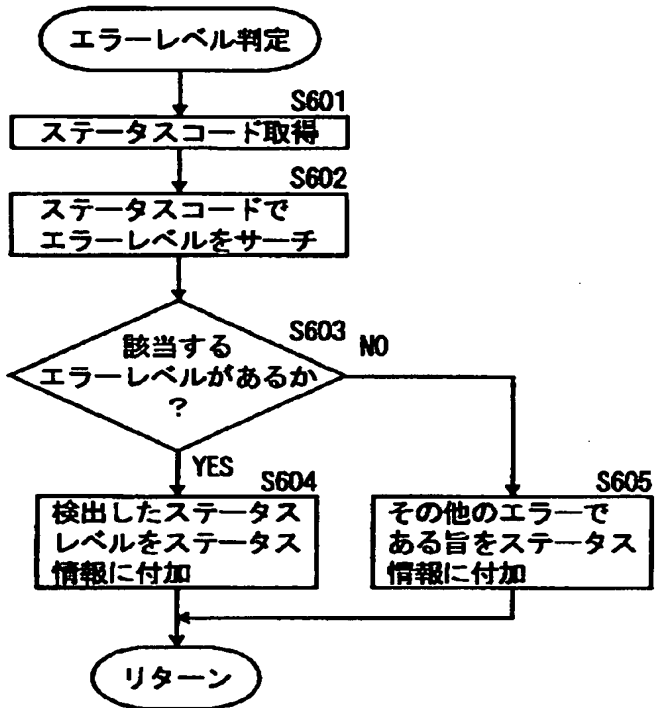 エラーレベル判定
S601
ステータスコード取得
S602
ステータスコードで
エラーレベルをサーチ
S603
該当する
エラーレベルがあるか
?
NO
YES
S604
検出したステータス
レベルをステータス
情報に付加
S605
その他のエラーで
ある旨をステータス
情報に付加
リターン